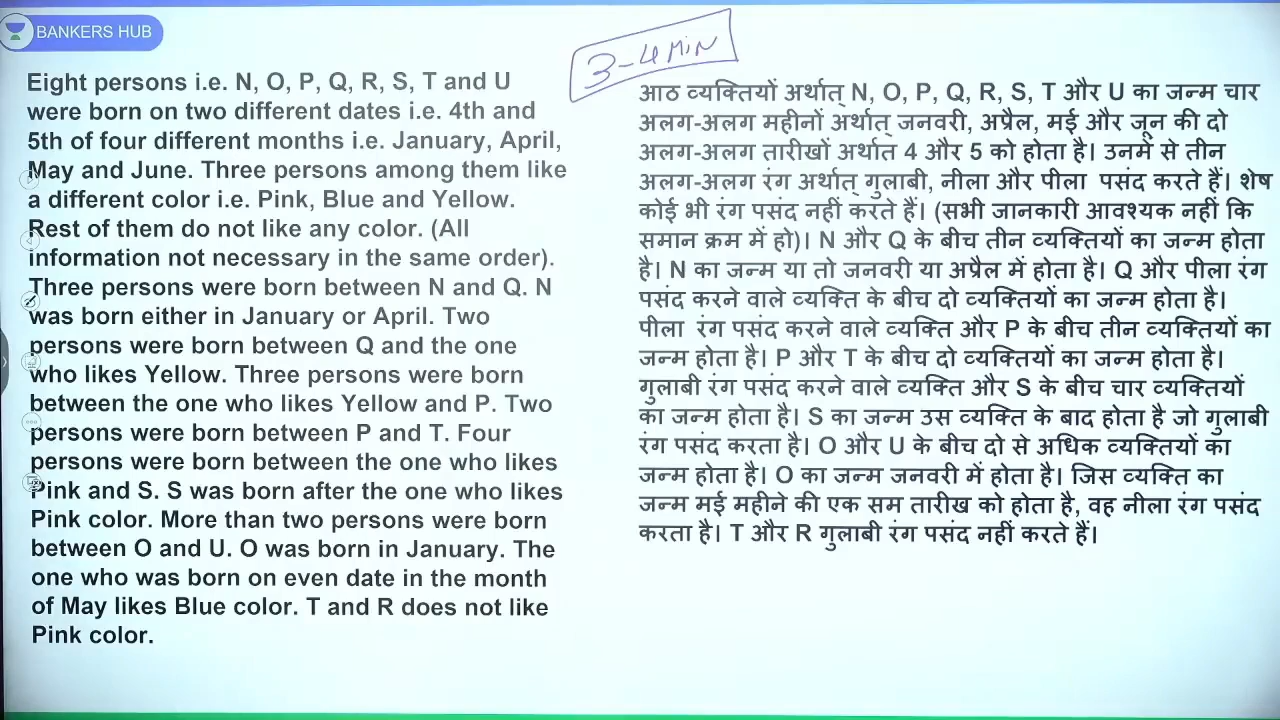 BANKERS HUB
3-4 MIN
Eight persons i.e. N, O, P, Q, R, S, T and U
were born on two different dates i.e. 4th and
5th of four different months i.e. January, April,
May and June. Three persons among them like
a different color i.e. Pink, Blue and Yellow.
Rest of them do not like any color. (All
information not necessary in the same order).
Three persons were born between N and Q. N
was born either in January or April. Two
persons were born between Q and the one
who likes Yellow. Three persons were born
between the one who likes Yellow and P. Two
persons were born between P and T. Four
persons were born between the one who likes
Pink and S. S was born after the one who likes
Pink color. More than two persons were born
between O and U. O was born in January. The
one who was born on even date in the month
of May likes Blue color. T and R does not like
Pink color.
आठ व्यक्तियों अर्थात् N, O, P, Q, R, S, T और U का जन्म चार
अलग-अलग महीनों अर्थात् जनवरी, अप्रैल, मई और जून की दो
अलग-अलग तारीखों अर्थात 4 और 5 को होता है। उनमें से तीन
अलग-अलग रंग अर्थात् गुलाबी, नीला और पीला पसंद करते हैं। शेष
कोई भी रंग पसंद नहीं करते हैं। (सभी जानकारी आवश्यक नहीं कि
समान क्रम में हो)। N और Q के बीच तीन व्यक्तियों का जन्म होता
है। N का जन्म या तो जनवरी या अप्रैल में होता है। Q और पीला रंग
पसंद करने वाले व्यक्ति के बीच दो व्यक्तियों का जन्म होता है।
पीला रंग पसंद करने वाले व्यक्ति और P के बीच तीन व्यक्तियों का
जन्म होता है। P और T के बीच दो व्यक्तियों का जन्म होता है।
गुलाबी रंग पसंद करने वाले व्यक्ति और S के बीच चार व्यक्तियों
का जन्म होता है। S का जन्म उस व्यक्ति के बाद होता है जो गुलाबी
रंग पसंद करता है। O और U के बीच दो से अधिक व्यक्तियों का
जन्म होता है। O का जन्म जनवरी में होता है। जिस व्यक्ति का
जन्म मई महीने की एक सम तारीख को होता है, वह नीला रंग पसंद
करता है। T और R गुलाबी रंग पसंद नहीं करते हैं।